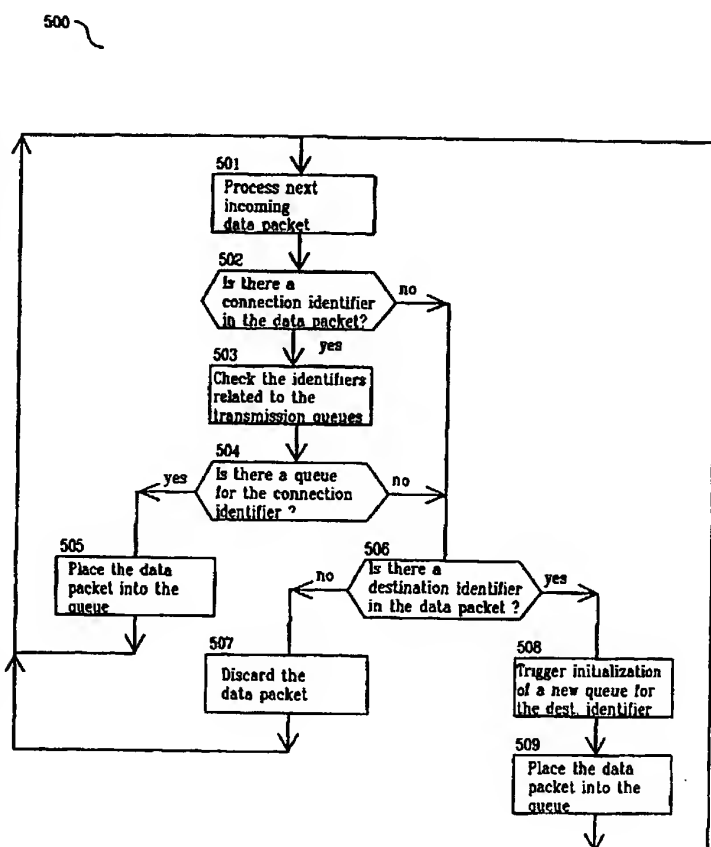 500
501
Process next
incoming
data packet
502
Is there a
connection identifier
in the data packet?
no
yes
503
Check the identifiers
related to the
transmission queues
504
Is there a queue
for the connection
identifier ?
yes
no
505
Place the data
packet into the
queue
506
Is there a
destination identifier
in the data packet ?
no
yes
507
Discard the
data packet
508
Trigger initialization
of a new queue for
the dest. identifier
509
Place the data
packet into the
queue